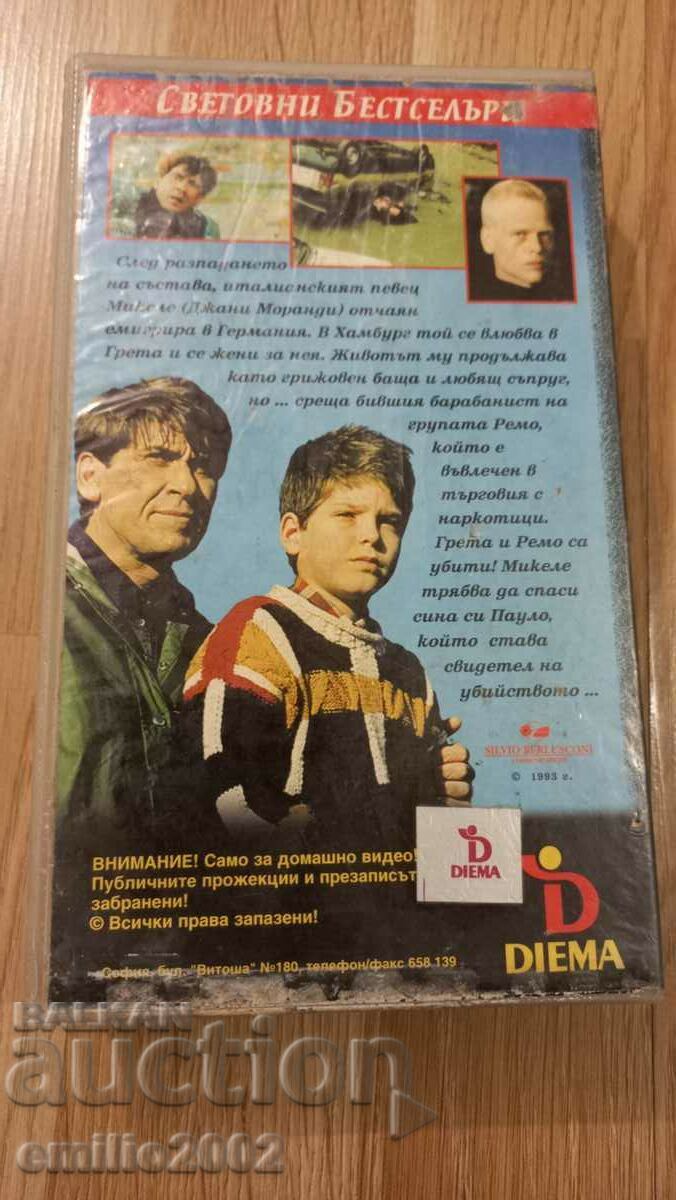 СВЕТОВНИ БЕСТСЕЛЪРИ
След разпадането
на състава, италианският певец
Микеле (Джани Моранди) отчаян
емигрира в Германия. В Хамбург той се влюбва в
Грета и се жени за нея. Животът му продължава
като грижовен баща и любящ съпруг,
но ... среща бившия барабанист на
групата Ремо,
който е
въвлечен в
търговия с
наркотици.
Грета и Ремо са
убити! Микеле
трябва да спаси
сина си Пауло,
който става
свидетел на
убийството ...
SILVIO BERLUSCONI
© 1993 г.
ВНИМАНИЕ! Само за домашно видео!
Публичните прожекции и презаписът
забранени!
© Всички права запазени!
DIEMA
DIEMA
София, бул. "Витоша" №180, телефон/факс 658 139
BALKAN
auction
emilio2002